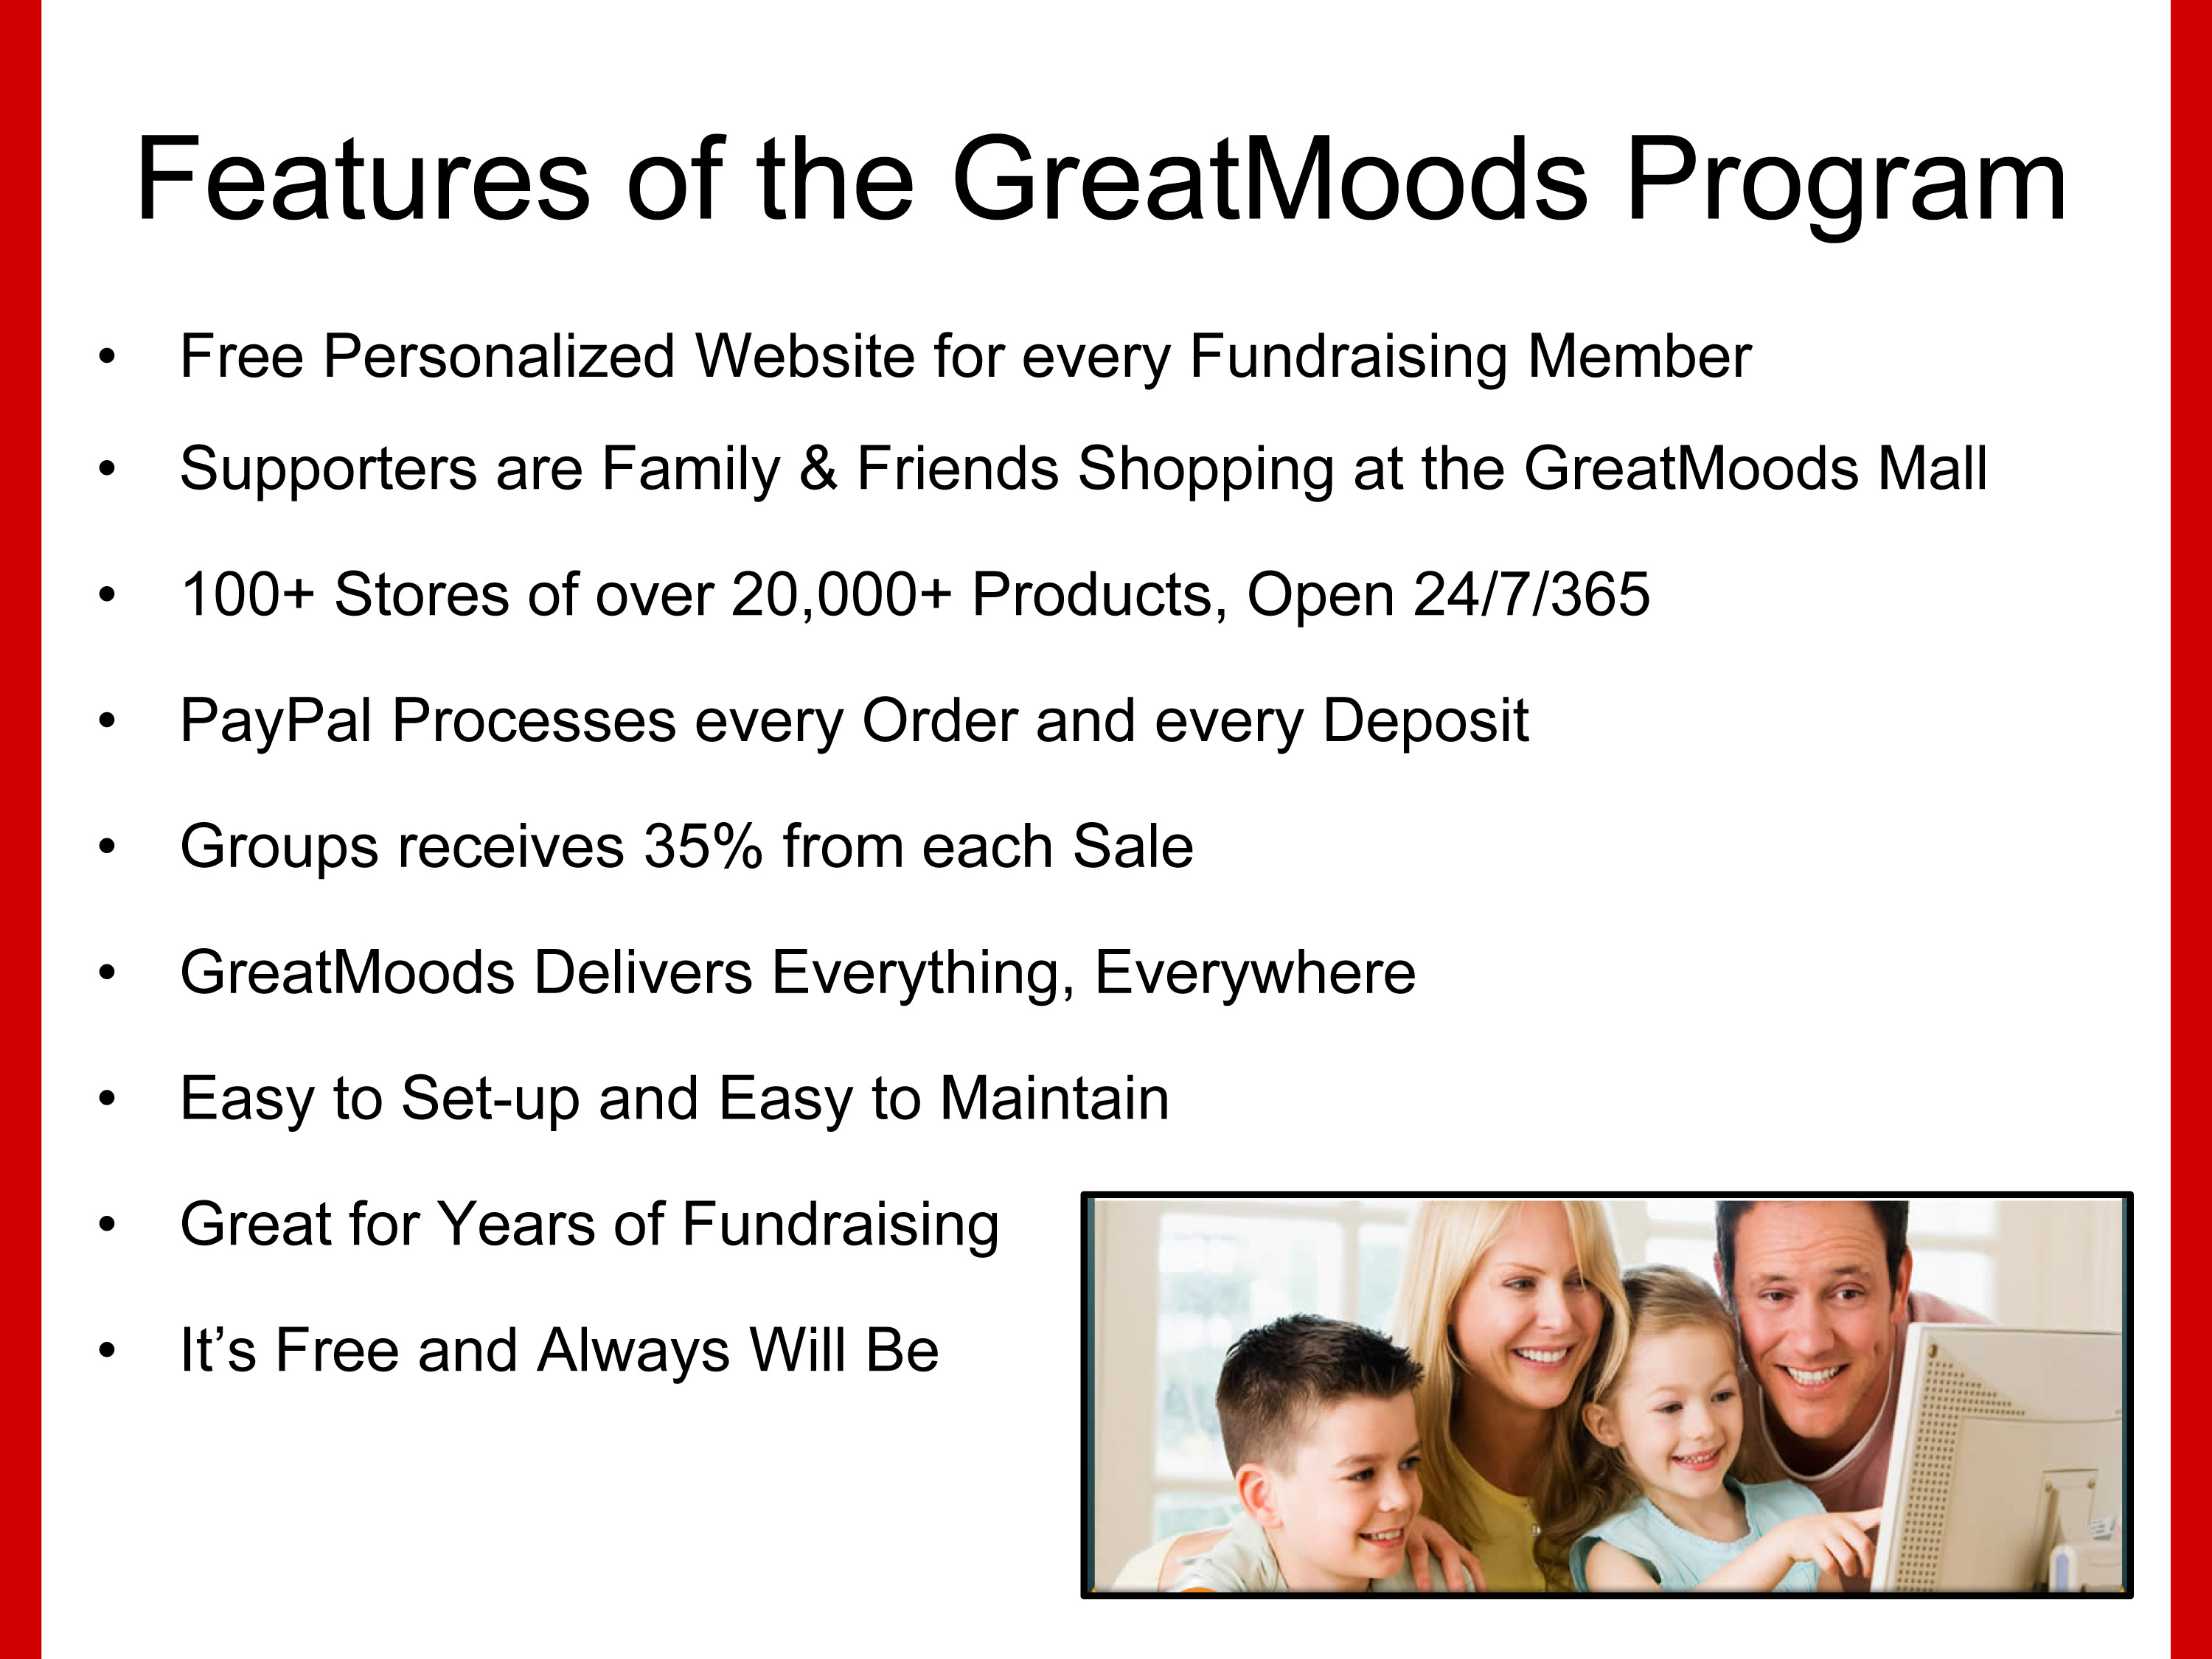 Features of the GreatMoods Program
• Free Personalized Website for every Fundraising Member
• Supporters are Family & Friends Shopping at the GreatMoods Mall
• 100+ Stores of over 20,000+ Products, Open 24/7/365
• PayPal Processes every Order and every Deposit
• Groups receives 35% from each Sale
• GreatMoods Delivers Everything, Everywhere
• Easy to Set-up and Easy to Maintain
• Great for Years of Fundraising
• It’s Free and Always Will Be